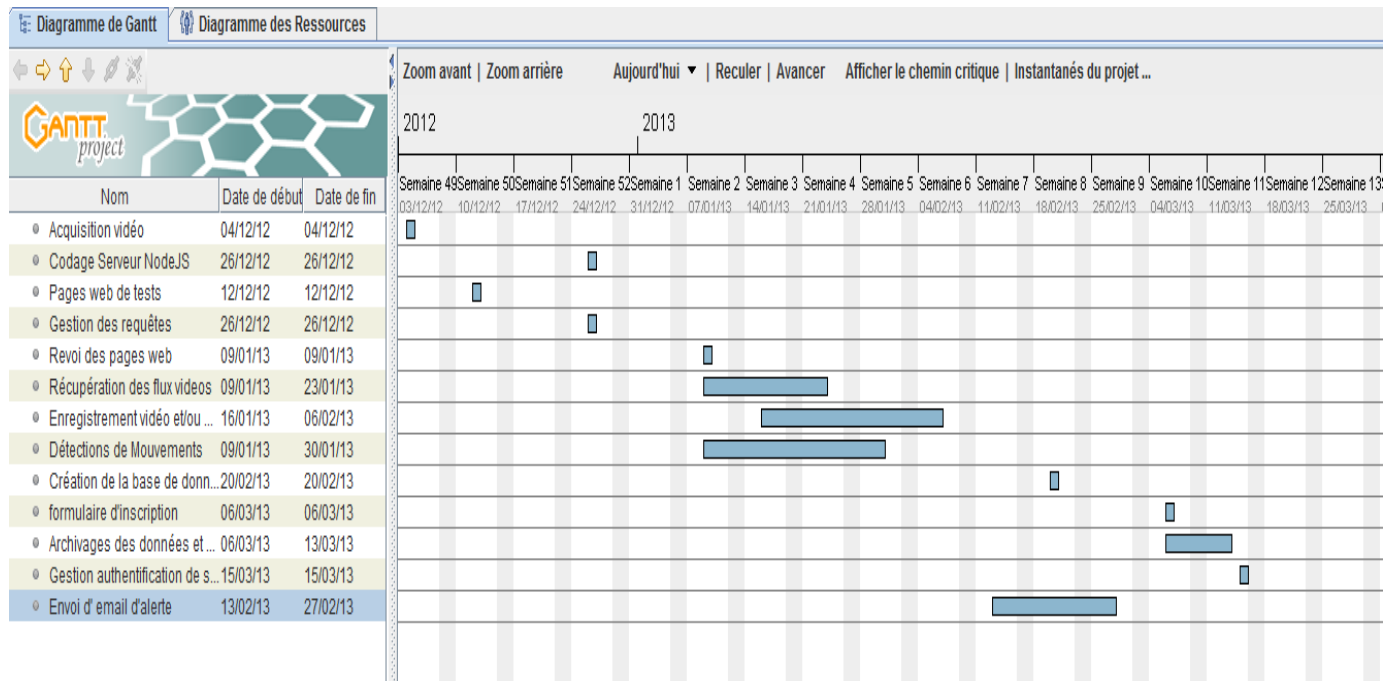 Diagramme de Gantt
Diagramme des Ressources
Zoom avant | Zoom arrière Aujourd'hui ▼ | Reculer | Avancer Afficher le chemin critique | Instantanés du projet ...
GANTT project
2012 2013
Semaine 49 Semaine 50 Semaine 51 Semaine 52 Semaine 1 Semaine 2 Semaine 3 Semaine 4 Semaine 5 Semaine 6 Semaine 7 Semaine 8 Semaine 9 Semaine 10 Semaine 11 Semaine 12 Semaine 13
03/12/12 10/12/12 17/12/12 24/12/12 31/12/12 07/01/13 14/01/13 21/01/13 28/01/13 04/02/13 11/02/13 18/02/13 25/02/13 04/03/13 11/03/13 18/03/13 25/03/13
Nom Date de début Date de fin
Acquisition vidéo 04/12/12 04/12/12
Codage Serveur NodeJS 26/12/12 26/12/12
Pages web de tests 12/12/12 12/12/12
Gestion des requêtes 26/12/12 26/12/12
Revoi des pages web 09/01/13 09/01/13
Récupération des flux videos 09/01/13 23/01/13
Enregistrement vidéo et/ou ... 16/01/13 06/02/13
Détections de Mouvements 09/01/13 30/01/13
Création de la base de donn... 20/02/13 20/02/13
formulaire d'inscription 06/03/13 06/03/13
Archivages des données et ... 06/03/13 13/03/13
Gestion authentification de s... 15/03/13 15/03/13
Envoi d' email d'alerte 13/02/13 27/02/13